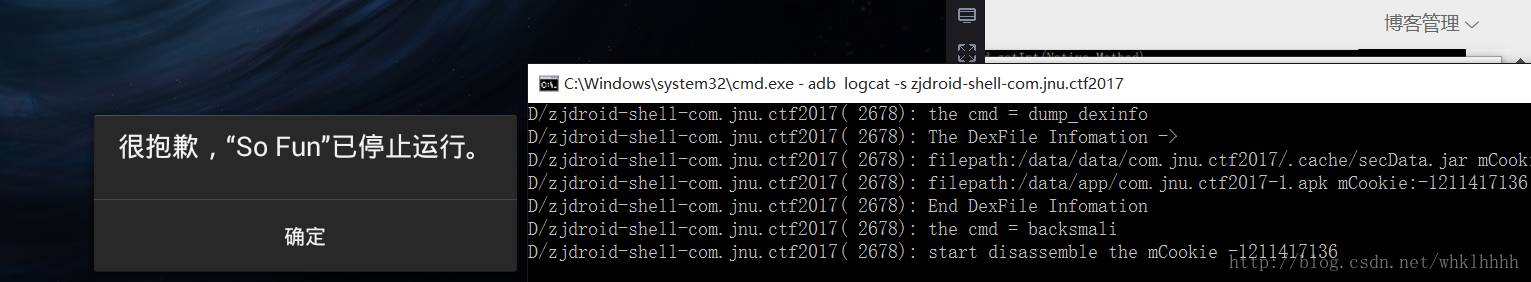 博客管理
C:\Windows\system32\cmd.exe - adb  logcat -s zjdroid-shell-com.jnu.ctf2017
很抱歉，“So Fun”已停止运行。
确定
D/zjdroid-shell-com.jnu.ctf2017( 2678): the cmd = dump_dexinfo
D/zjdroid-shell-com.jnu.ctf2017( 2678): The DexFile Infomation ->
D/zjdroid-shell-com.jnu.ctf2017( 2678): filepath:/data/data/com.jnu.ctf2017/.cache/secData.jar mCooki
D/zjdroid-shell-com.jnu.ctf2017( 2678): filepath:/data/app/com.jnu.ctf2017-1.apk mCookie:-1211417136
D/zjdroid-shell-com.jnu.ctf2017( 2678): End DexFile Infomation
D/zjdroid-shell-com.jnu.ctf2017( 2678): the cmd = backsmali
D/zjdroid-shell-com.jnu.ctf2017( 2678): start disassemble the mCookie -1211417136
http://blog.csdn.net/whklhhhh